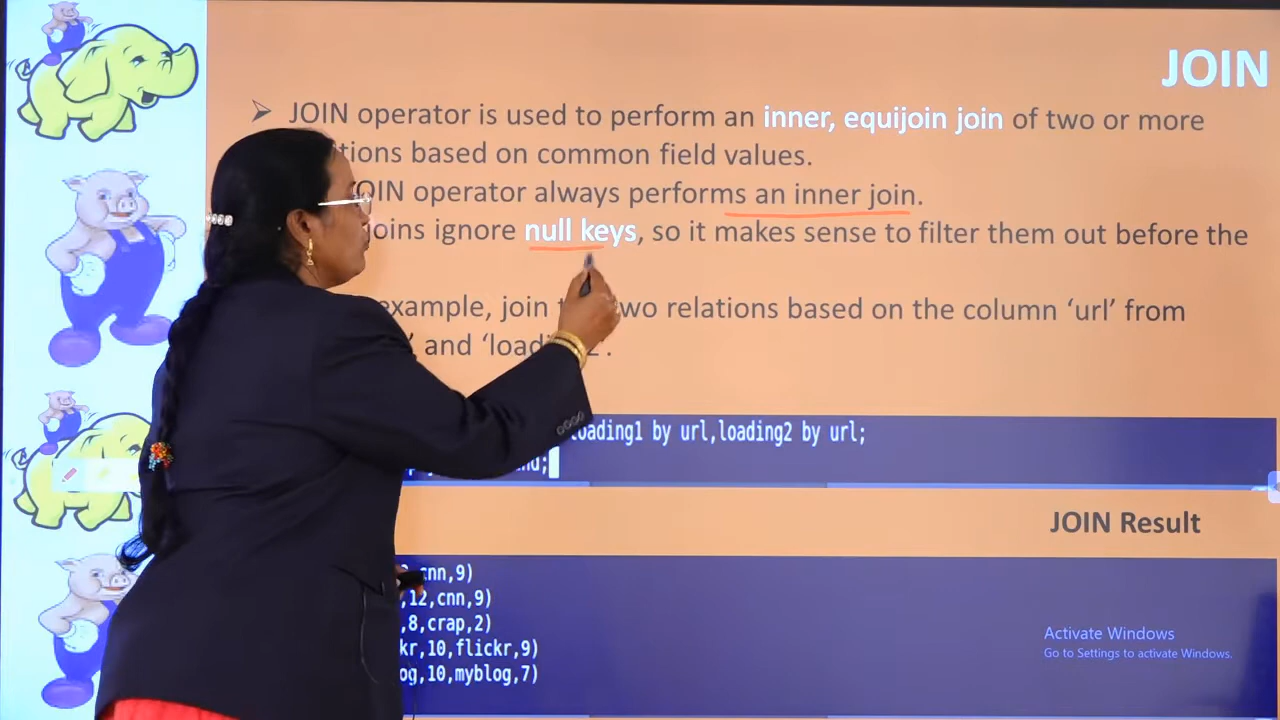 JOIN
JOIN operator is used to perform an inner, equijoin join of two or more
tions based on common field values.
JOIN operator always performs an inner join.
joins ignore null keys, so it makes sense to filter them out before the
example, join two relations based on the column ‘url’ from
and ‘loading2’.
loading1 by url,loading2 by url;
JOIN Result
cnn,9)
,12,cnn,9)
,8,crap,2)
kr,10,flickr,9)
og,10,myblog,7)
Activate Windows
Go to Settings to activate Windows.